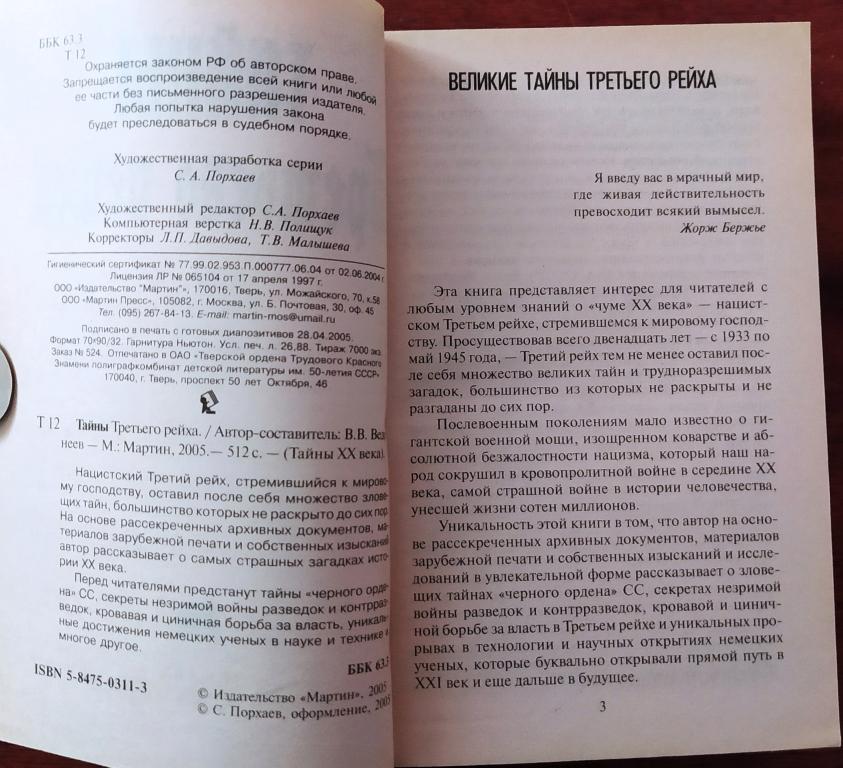 ББК 63.3
Т 12
Охраняется законом РФ об авторском праве.
Запрещается воспроизведение всей книги или любой
ее части без письменного разрешения издателя.
Любая попытка нарушения закона
будет преследоваться в судебном порядке.
Художественная разработка серии
С. А. Порхаев
Художественный редактор С.А. Порхаев
Компьютерная верстка Н.В. Полищук
Корректоры Л.П. Давыдова, Т.В. Малышева
Гигиенический сертификат № 77.99.02.953.П.000777.06.04 от 02.06.2004 г.
Лицензия ЛР № 065104 от 17 апреля 1997 г.
ООО «Издательство "Мартин"», 170016, Тверь, ул. Можайского, 70, к.58
ООО «Мартин Пресс», 105082, г. Москва, ул. Б. Почтовая, 30, оф. 45
Тел. (095) 267-84-13. E-mail: martin-mos@umail.ru
Подписано в печать с готовых диапозитивов 28.04.2005.
Формат 70×90/32. Гарнитура Ньютон. Усл. печ. л. 26,88. Тираж 7000 экз.
Заказ № 524. Отпечатано в ОАО «Тверской ордена Трудового Красного
Знамени полиграфкомбинат детской литературы им. 50-летия СССР»
170040, г. Тверь, проспект 50 лет Октября, 46
Т 12 Тайны Третьего рейха. / Автор-составитель: В.В. Вед
неев — М.: Мартин, 2005.— 512 с. — (Тайны XX века).
Нацистский Третий рейх, стремившийся к мирово-
му господству, оставил после себя множество злове-
щих тайн, большинство которых не раскрыто до сих пор.
На основе рассекреченных архивных документов, ма-
териалов зарубежной печати и собственных изысканий
автор рассказывает о самых страшных загадках исто-
рии XX века.
Перед читателями предстанут тайны «черного орде-
на» СС, секреты незримой войны разведок и контрраз-
ведок, кровавая и циничная борьба за власть, уникаль-
ные достижения немецких ученых в науке и технике и
многое другое.
ББК 63.3
ISBN 5-8475-0311-3
© Издательство «Мартин», 2005
© С. Порхаев, оформление, 2005
ВЕЛИКИЕ ТАЙНЫ ТРЕТЬЕГО РЕЙХА
Я введу вас в мрачный мир,
где живая действительность
превосходит всякий вымысел.
Жорж Бержье
Эта книга представляет интерес для читателей с
любым уровнем знаний о «чуме XX века» — нацист-
ском Третьем рейхе, стремившемся к мировому господ-
ству. Просуществовав всего двенадцать лет — с 1933 по
май 1945 года, — Третий рейх тем не менее оставил пос-
ле себя множество великих тайн и трудноразрешимых
загадок, большинство из которых не раскрыты и не
разгаданы до сих пор.
Послевоенным поколениям мало известно о ги-
гантской военной мощи, изощренном коварстве и аб-
солютной безжалостности нацизма, который наш на-
род сокрушил в кровопролитной войне в середине XX
века, самой страшной войне в истории человечества,
унесшей жизни сотен миллионов.
Уникальность этой книги в том, что автор на осно-
ве рассекреченных архивных документов, материалов
зарубежной печати и собственных изысканий и иссле-
дований в увлекательной форме рассказывает о злове-
щих тайнах «черного ордена» СС, секретах незримой
войны разведок и контрразведок, кровавой и цинич-
ной борьбе за власть в Третьем рейхе и уникальных про-
рывах в технологии и научных открытиях немецких
ученых, которые буквально открывали прямой путь в
XXI век и еще дальше в будущее.
3